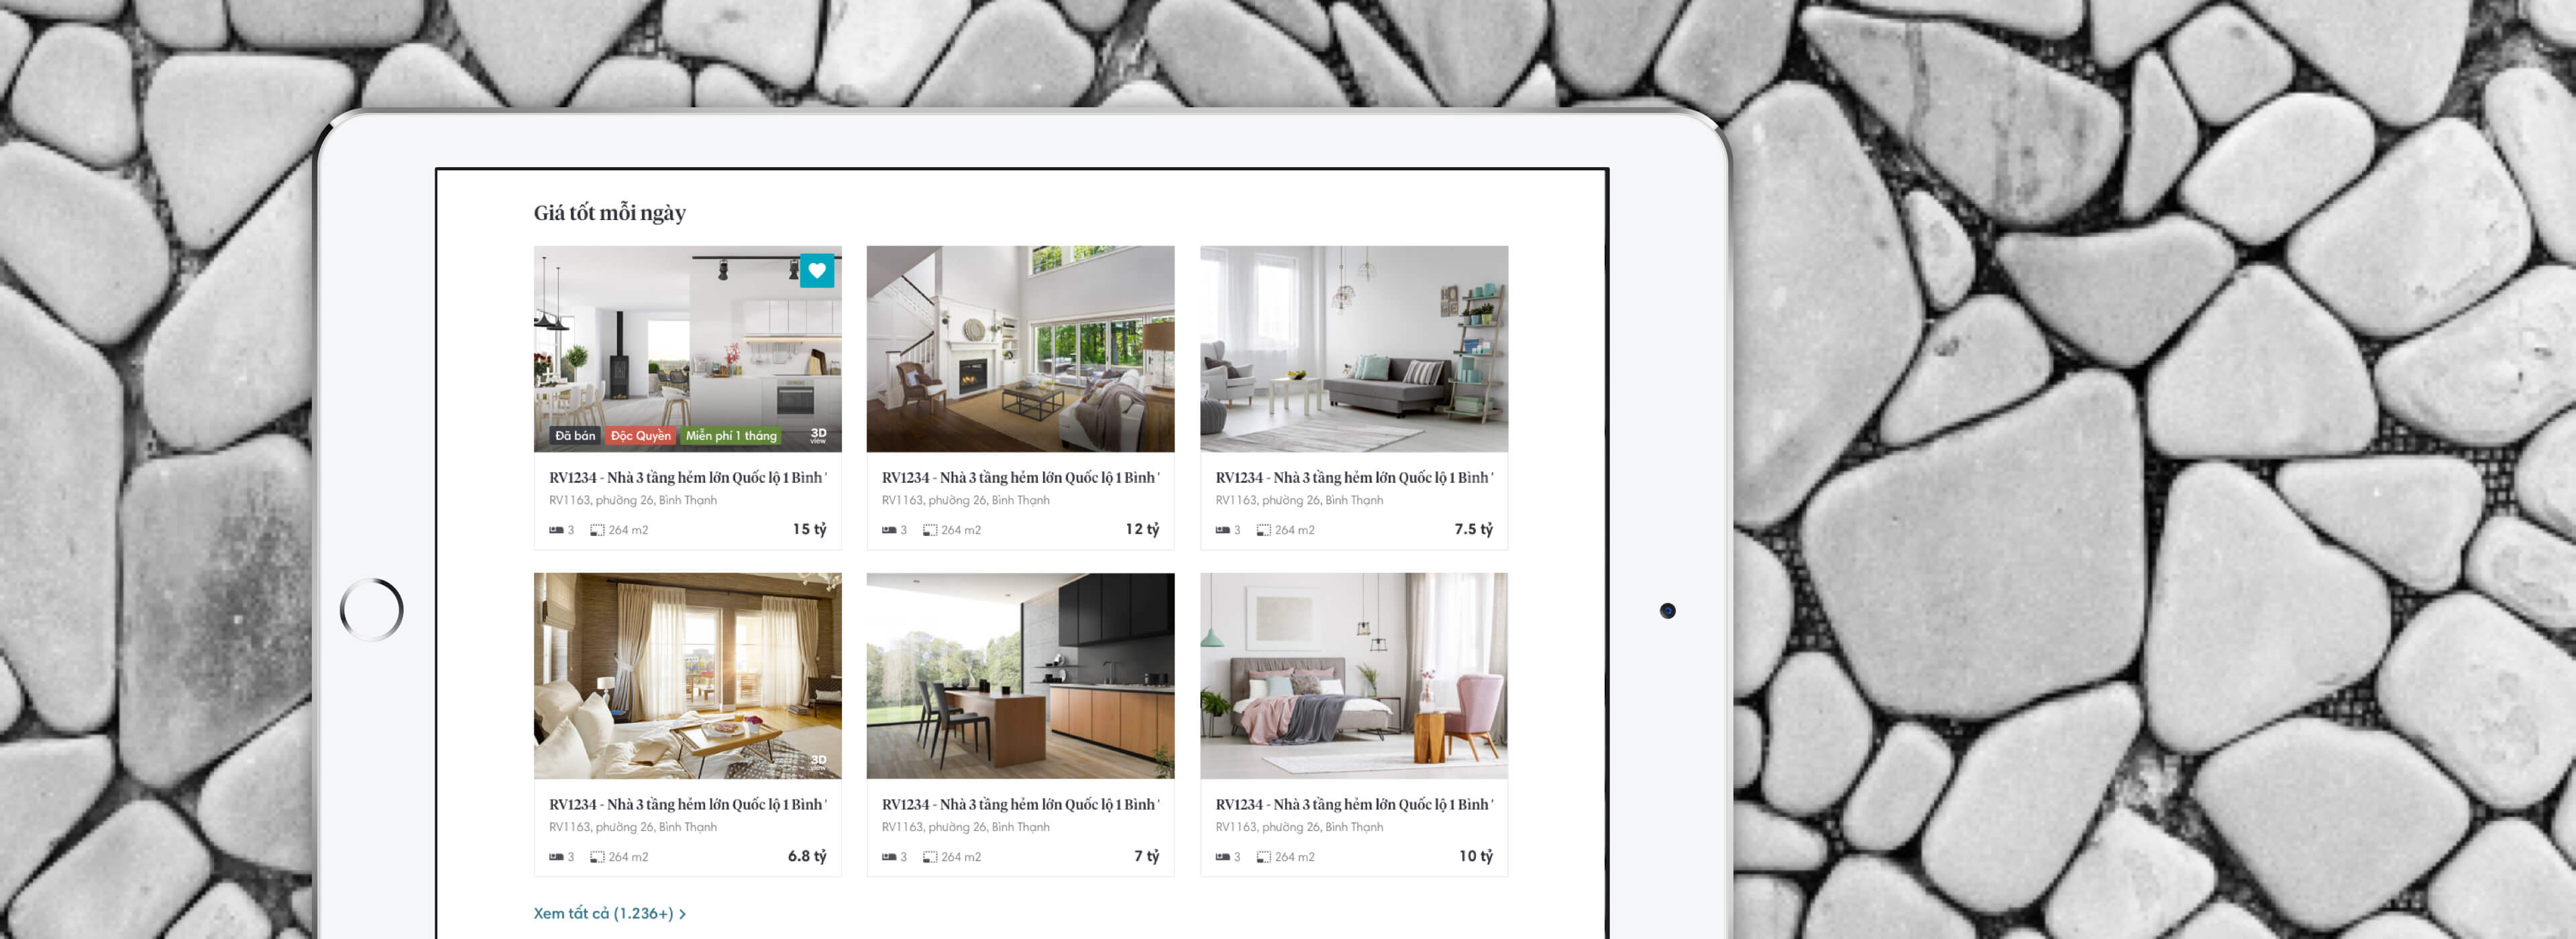 Giá tốt mỗi ngày
Đã bán Độc Quyền Miễn phí 1 tháng 3D view
RV1234 - Nhà 3 tầng hẻm lớn Quốc lộ 1 Bình
RV1163, phường 26, Bình Thạnh
3 264 m2 15 tỷ
RV1234 - Nhà 3 tầng hẻm lớn Quốc lộ 1 Bình
RV1163, phường 26, Bình Thạnh
3 264 m2 12 tỷ
HOME
RV1234 - Nhà 3 tầng hẻm lớn Quốc lộ 1 Bình
RV1163, phường 26, Bình Thạnh
3 264 m2 7.5 tỷ
3D view
RV1234 - Nhà 3 tầng hẻm lớn Quốc lộ 1 Bình
RV1163, phường 26, Bình Thạnh
3 264 m2 6.8 tỷ
RV1234 - Nhà 3 tầng hẻm lớn Quốc lộ 1 Bình
RV1163, phường 26, Bình Thạnh
3 264 m2 7 tỷ
RV1234 - Nhà 3 tầng hẻm lớn Quốc lộ 1 Bình
RV1163, phường 26, Bình Thạnh
3 264 m2 10 tỷ
Xem tất cả (1.236+) >